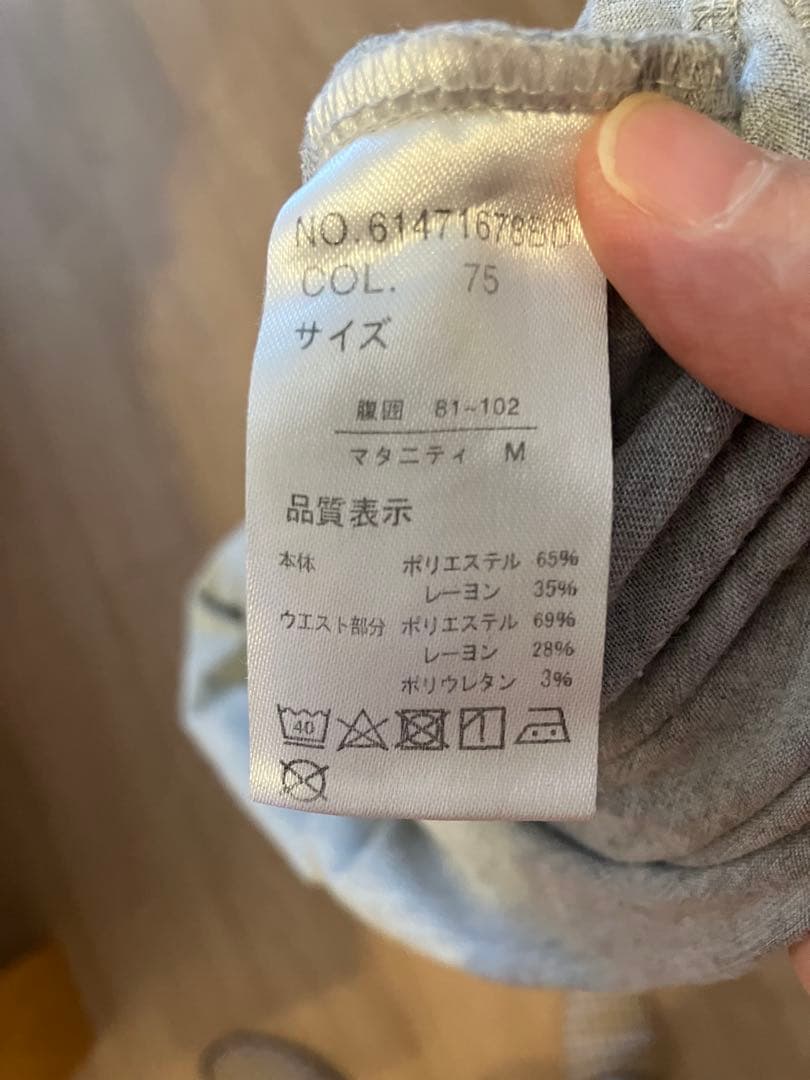 NO.61471678BD
COL. 75
サイズ
腹囲 81~102
マタニティ M
品質表示
本体 ポリエステル 65%
レーヨン 35%
ウエスト部分 ポリエステル 69%
レーヨン 28%
ポリウレタン 3%
40